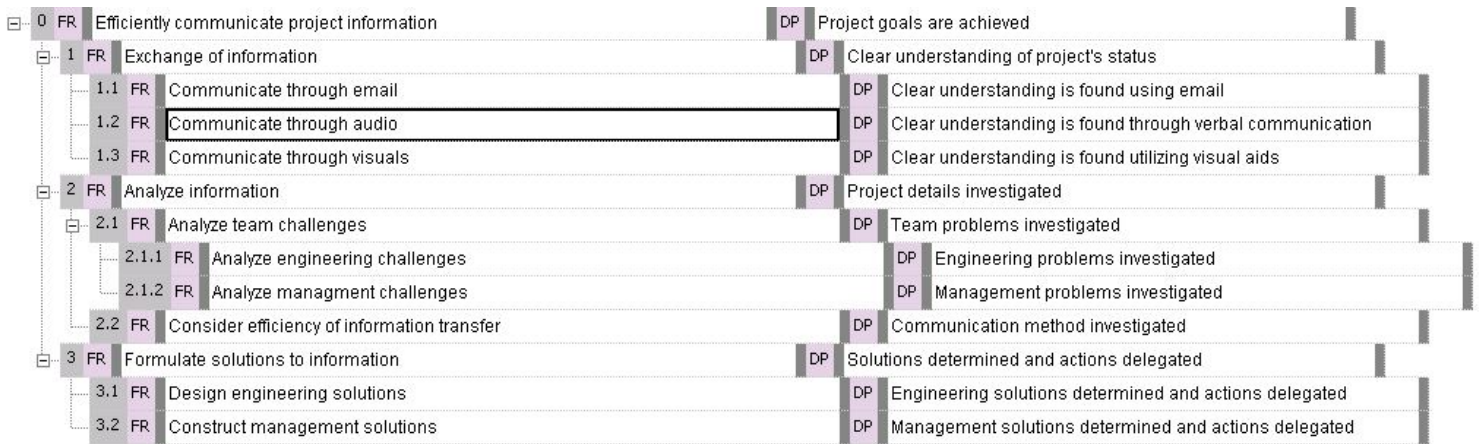 0 FR Efficiently communicate project information DP Project goals are achieved
1 FR Exchange of information DP Clear understanding of project's status
1.1 FR Communicate through email DP Clear understanding is found using email
1.2 FR Communicate through audio DP Clear understanding is found through verbal communication
1.3 FR Communicate through visuals DP Clear understanding is found utilizing visual aids
2 FR Analyze information DP Project details investigated
2.1 FR Analyze team challenges DP Team problems investigated
2.1.1 FR Analyze engineering challenges DP Engineering problems investigated
2.1.2 FR Analyze managment challenges DP Management problems investigated
2.2 FR Consider efficiency of information transfer DP Communication method investigated
3 FR Formulate solutions to information DP Solutions determined and actions delegated
3.1 FR Design engineering solutions DP Engineering solutions determined and actions delegated
3.2 FR Construct management solutions DP Management solutions determined and actions delegated